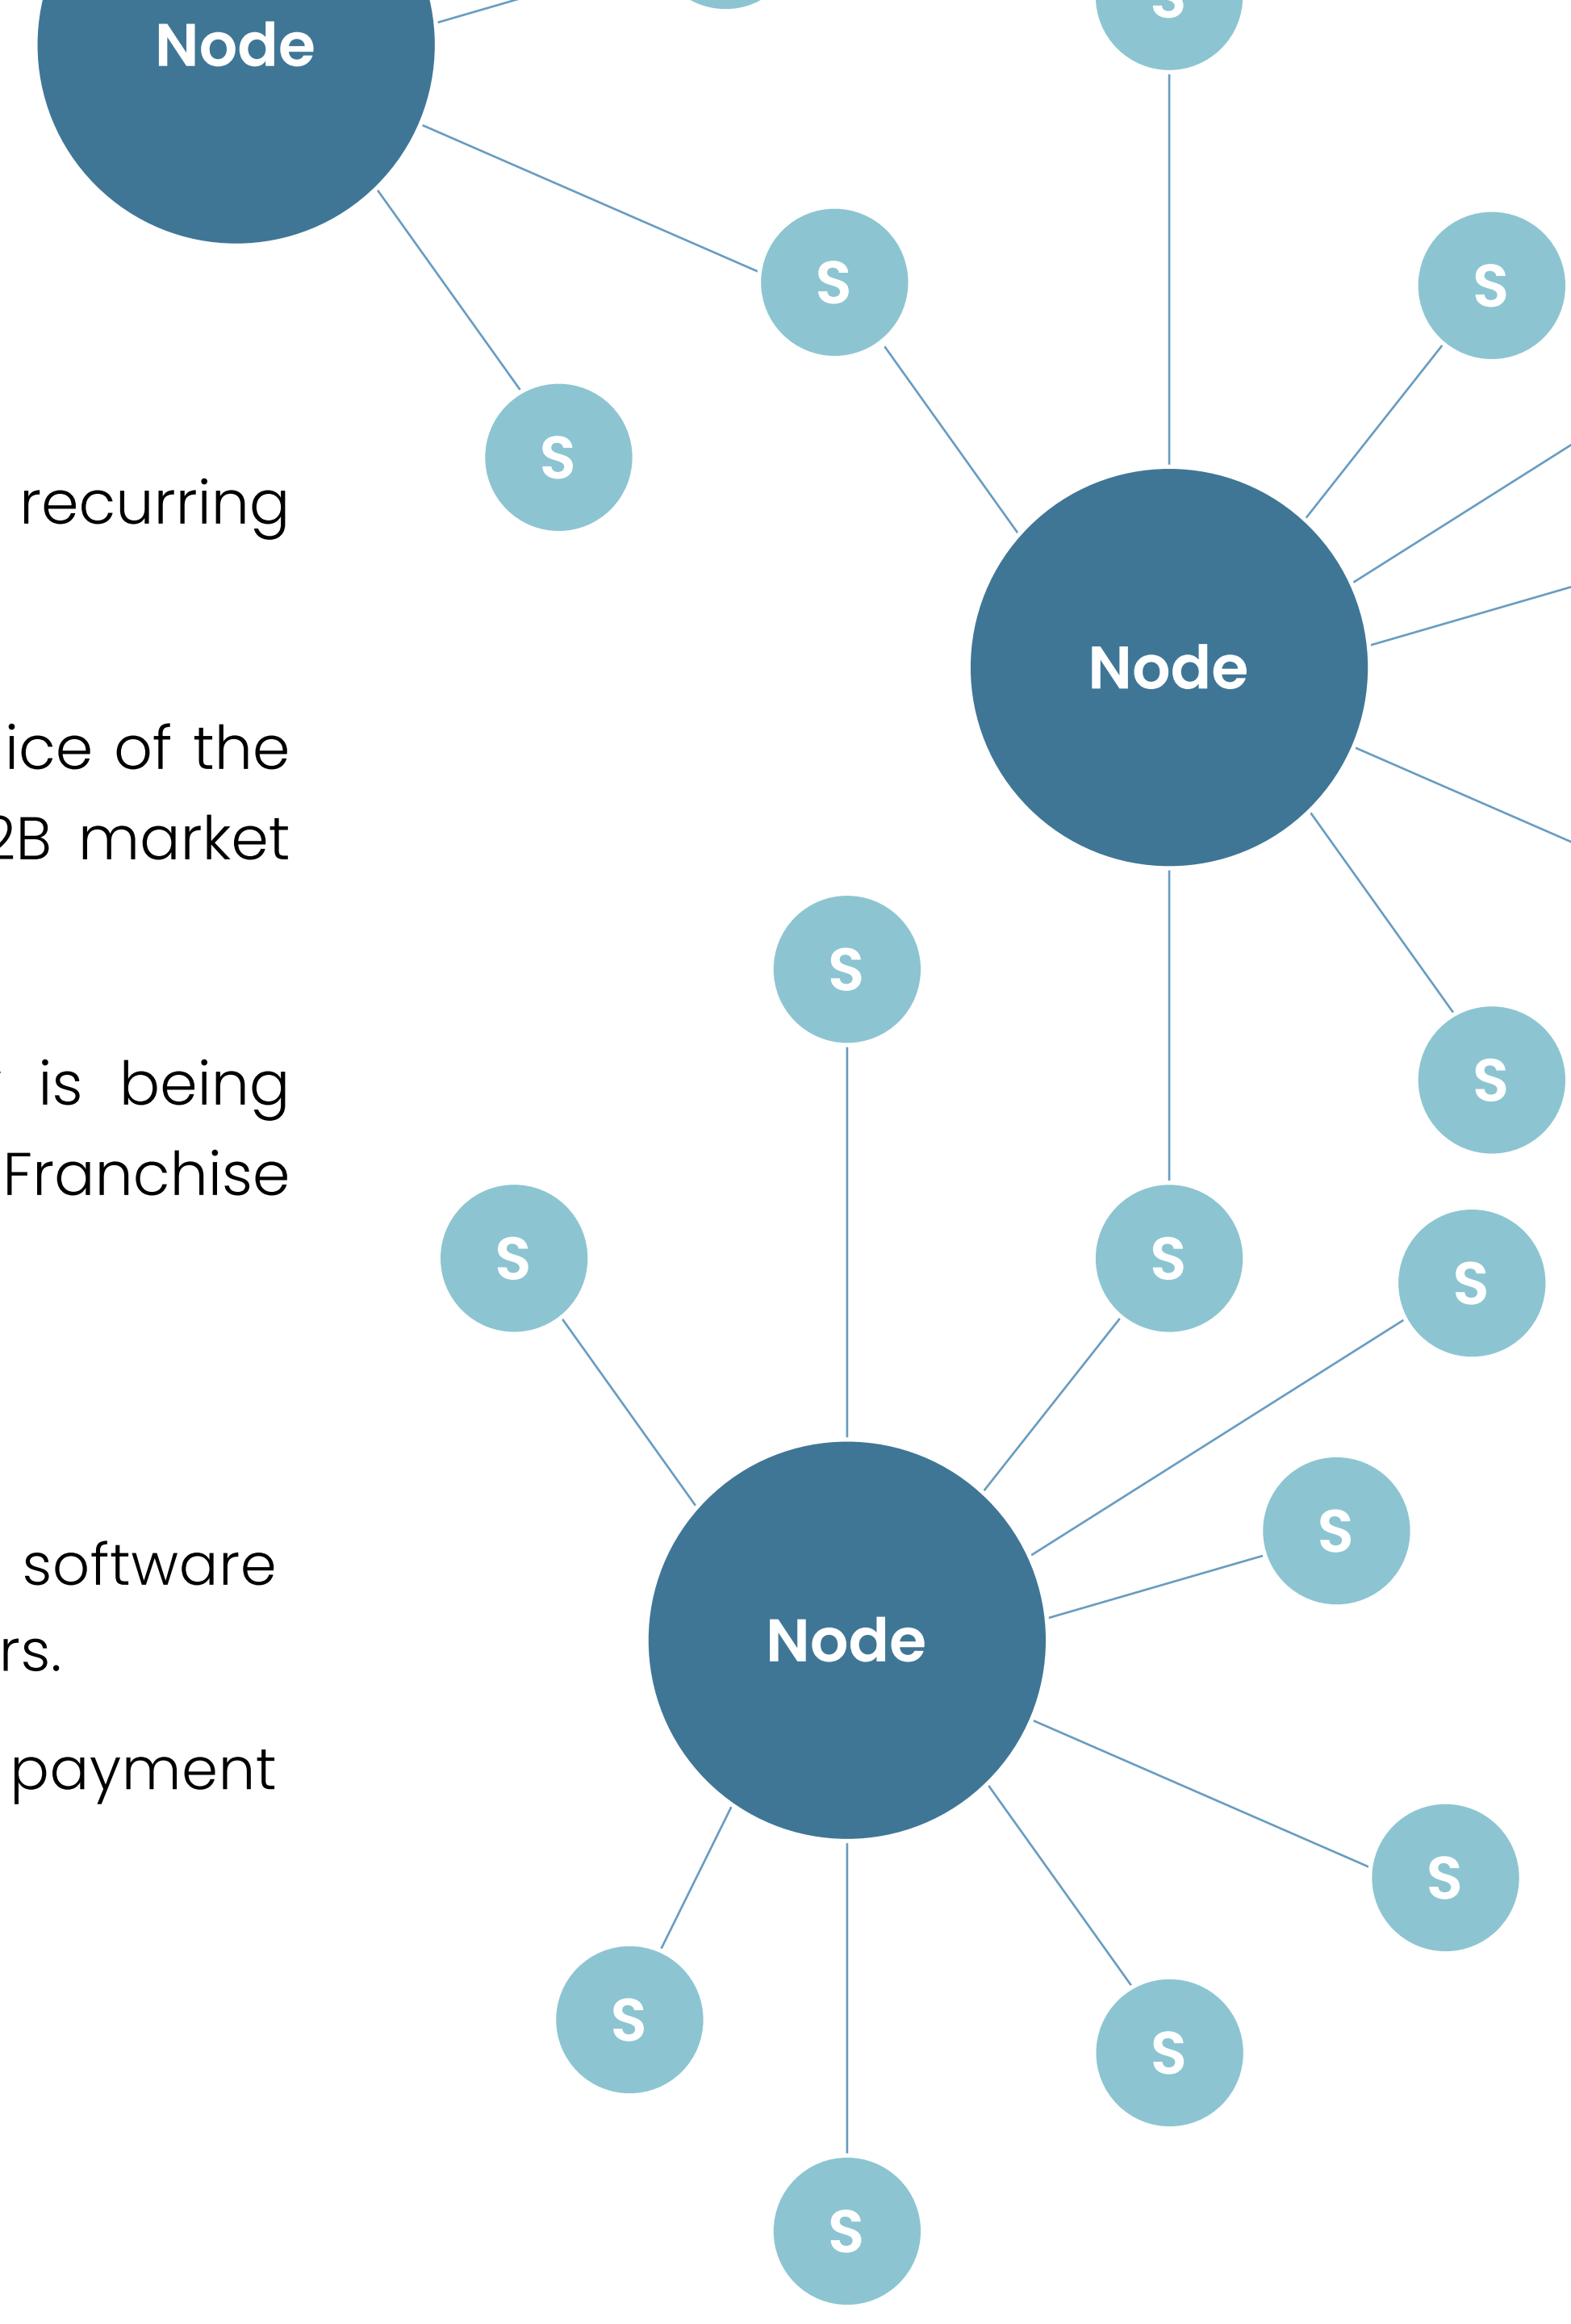 Node
S
S
S
S
recurring
Node
ice of the
2B market
S
S
is being
Franchise
S
S
S
S
software
rs.
Node
payment
S
S
S
S